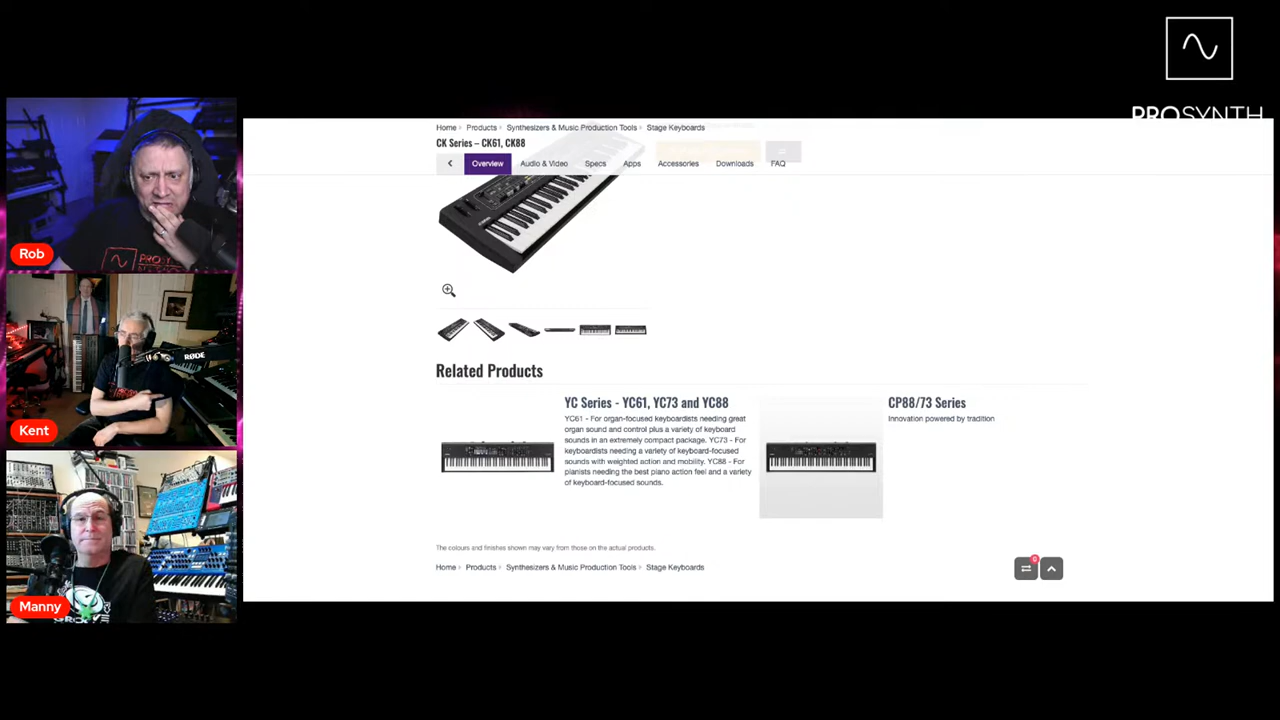 PROSYNTH
Home
Products
Synthesizers & Music Production Tools
Stage Keyboards
CK Series – CK61, CK88
Overview
Audio & Video
Specs
Apps
Accessories
Downloads
FAQ
Rob
PROSYNTH
RØDE
Kent
Manny
Related Products
YC Series - YC61, YC73 and YC88
YC61 - For organ-focused keyboardists needing great
organ sound and control plus a variety of keyboard
sounds in an extremely compact package. YC73 - For
keyboardists needing a variety of keyboard-focused
sounds with weighted action and mobility. YC88 - For
pianists needing the best piano action feel and a variety
of keyboard-focused sounds.
CP88/73 Series
Innovation powered by tradition
The colours and finishes shown may vary from those on the actual products.
Home
Products
Synthesizers & Music Production Tools
Stage Keyboards
0